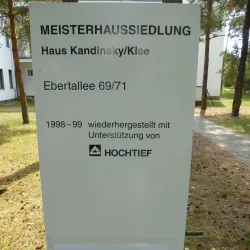 MEISTERHAUSSIEDLUNG
Haus Kandinsky/Klee
Ebertallee 69/71
1998–99 wiederhergestellt mit
Unterstützung von
HOCHTIEF